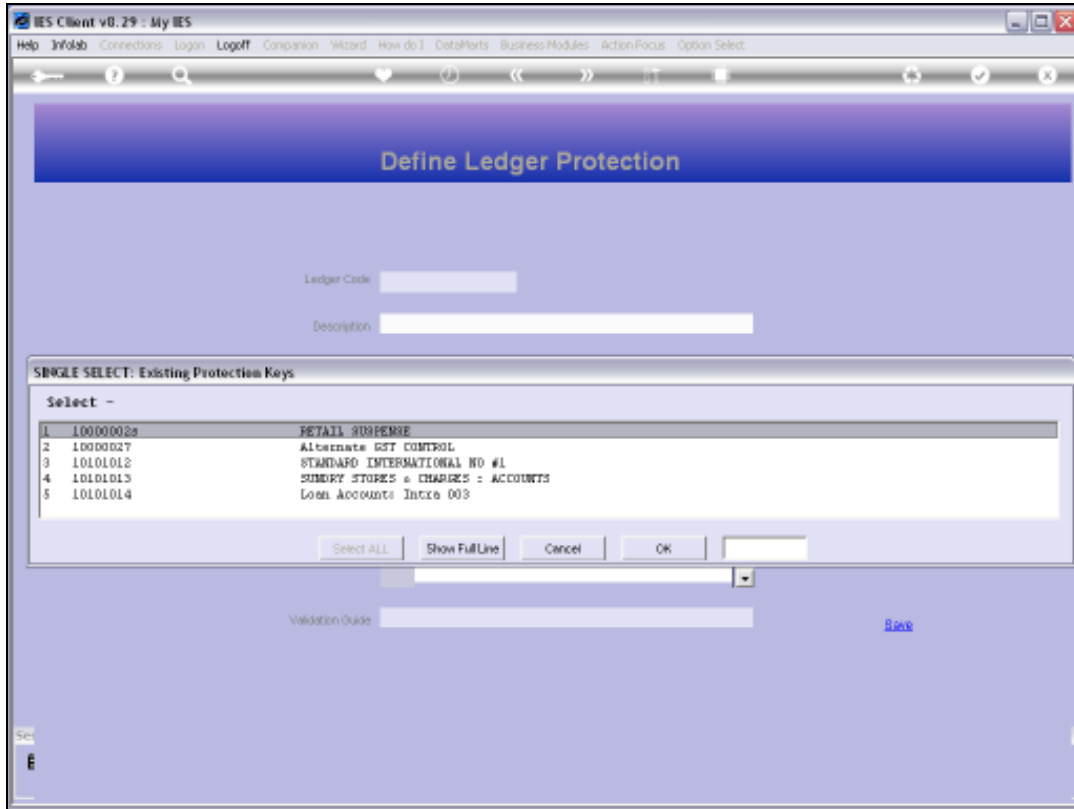 IES Client v8.29 : My IES
Help Infolab Connections Logon Logoff Companion Wizard How do I DataMarts Business Modules Action Focus Option Select
Define Ledger Protection
Ledger Code
Description
SINGLE SELECT: Existing Protection Keys
Select -
1 1000002s RETAIL SUSPENSE
2 10000027 Alternate GST CONTROL
3 10101012 STANDARD INTERNATIONAL NO #1
4 10101013 SUNDRY STORES & CHARGES : ACCOUNTS
5 10101014 Loan Accounts Intra 003
Select ALL Show Full Line Cancel OK
Validation Guide
Save